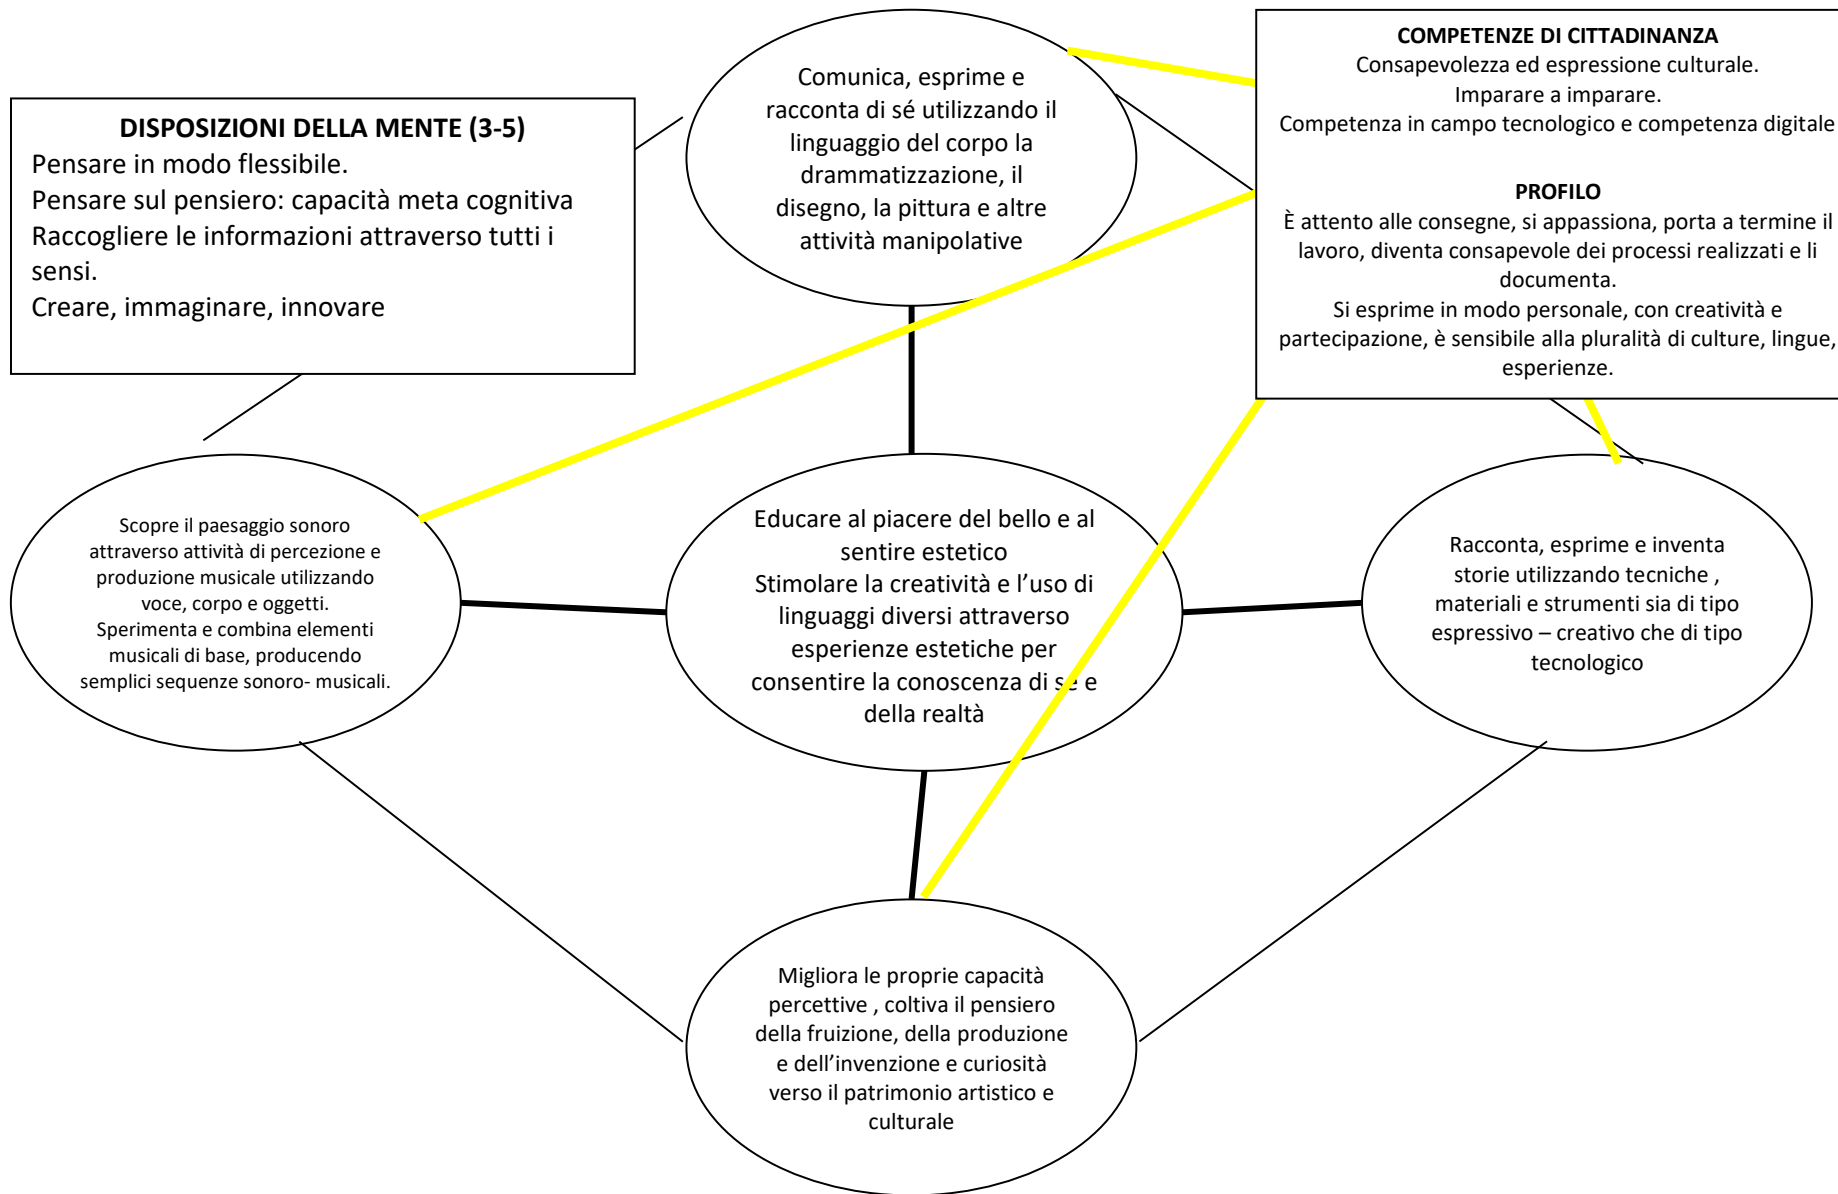 Comunica, esprime e
racconta di sé utilizzando il
linguaggio del corpo la
drammatizzazione, il
disegno, la pittura e altre
attività manipolative
COMPETENZE DI CITTADINANZA
Consapevolezza ed espressione culturale.
Imparare a imparare.
Competenza in campo tecnologico e competenza digitale
PROFILO
È attento alle consegne, si appassiona, porta a termine il
lavoro, diventa consapevole dei processi realizzati e li
documenta.
Si esprime in modo personale, con creatività e
partecipazione, è sensibile alla pluralità di culture, lingue,
esperienze.
DISPOSIZIONI DELLA MENTE (3-5)
Pensare in modo flessibile.
Pensare sul pensiero: capacità meta cognitiva
Raccogliere le informazioni attraverso tutti i
sensi.
Creare, immaginare, innovare
Scopre il paesaggio sonoro
attraverso attività di percezione e
produzione musicale utilizzando
voce, corpo e oggetti.
Sperimenta e combina elementi
musicali di base, producendo
semplici sequenze sonoro- musicali.
Educare al piacere del bello e al
sentire estetico
Stimolare la creatività e l’uso di
linguaggi diversi attraverso
esperienze estetiche per
consentire la conoscenza di sé e
della realtà
Racconta, esprime e inventa
storie utilizzando tecniche ,
materiali e strumenti sia di tipo
espressivo – creativo che di tipo
tecnologico
Migliora le proprie capacità
percettive , coltiva il pensiero
della fruizione, della produzione
e dell’invenzione e curiosità
verso il patrimonio artistico e
culturale